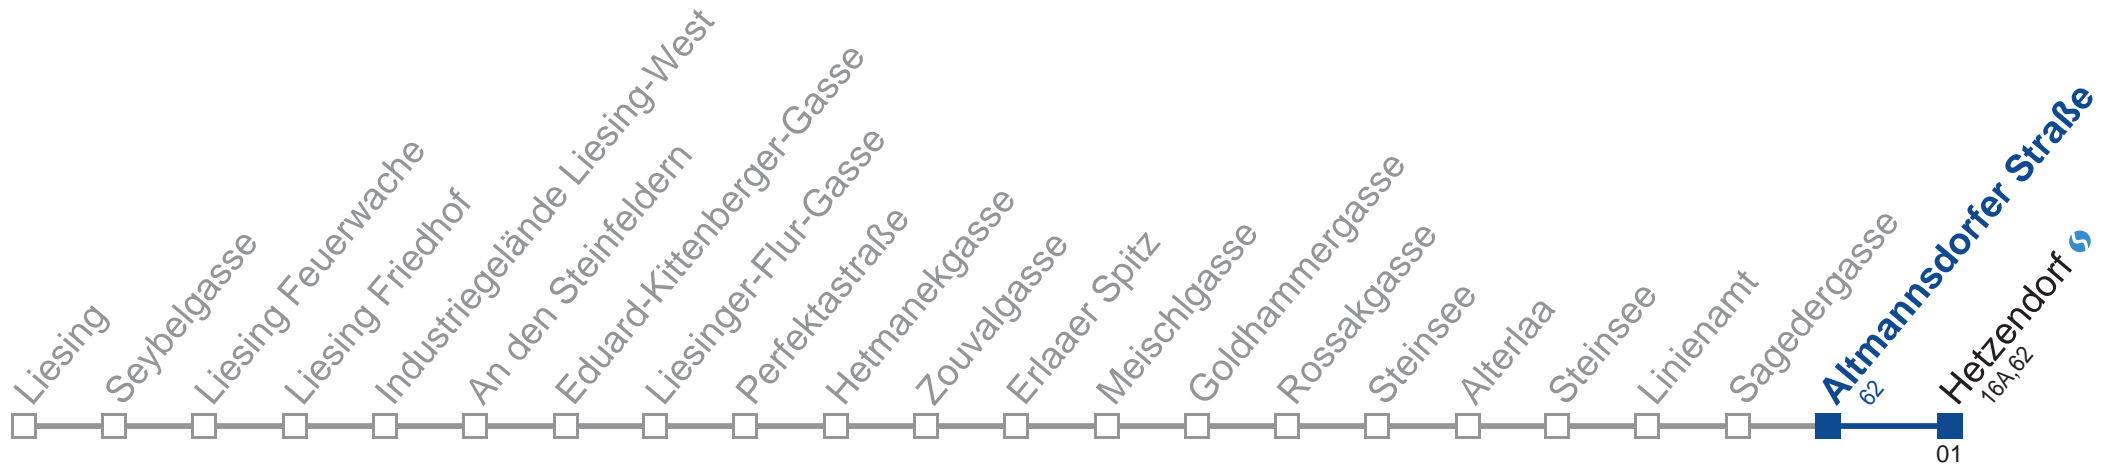 Liesing
Seybelgasse
Liesing Feuerwache
Liesing Friedhof
Industriegelände Liesing-West
An den Steinfeldern
Eduard-Kittenberger-Gasse
Liesinger-Flur-Gasse
Perfektastraße
Hetmanekgasse
Zouvalgasse
Erlaaer Spitz
Meischlgasse
Goldhammergasse
Rossakgasse
Steinsee
Alterlaa
Steinsee
Linienamt
Sagedergasse
Altmannsdorfer Straße
62
Hetzendorf
16A,62
01